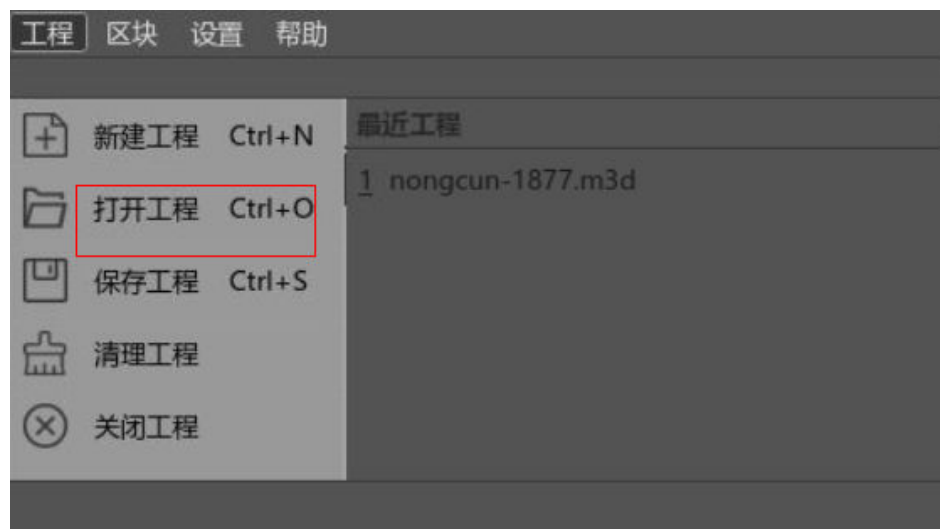 工程 区块 设置 帮助
新建工程 Ctrl+N
打开工程 Ctrl+O
保存工程 Ctrl+S
清理工程
关闭工程
最近工程
1 nongcun-1877.m3d